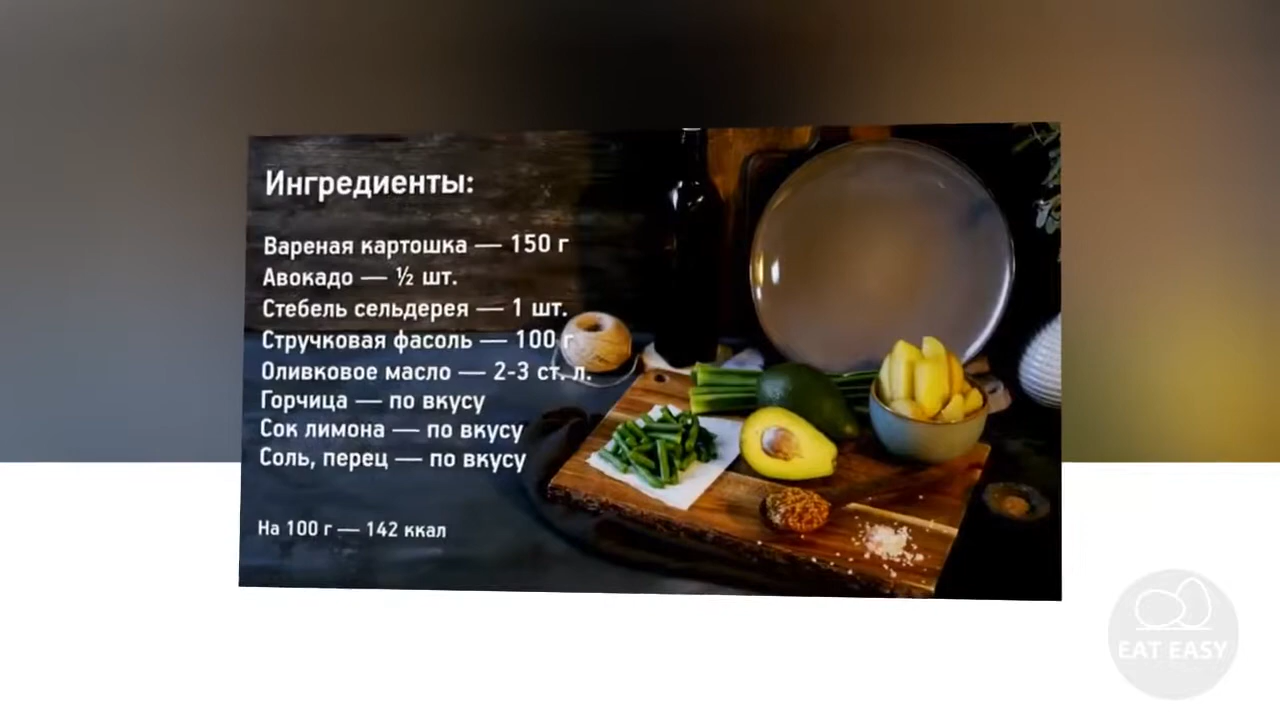 Ингредиенты:
Вареная картошка — 150 г
Авокадо — ½ шт.
Стебель сельдерея — 1 шт.
Стручковая фасоль — 100 г
Оливковое масло — 2-3 ст. л.
Горчица — по вкусу
Сок лимона — по вкусу
Соль, перец — по вкусу
На 100 г — 142 ккал
EAT EASY